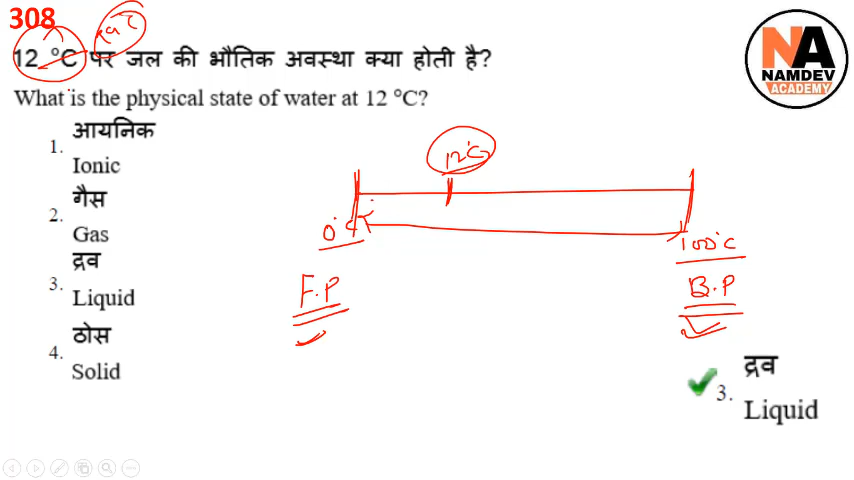 308
12 °C पर जल की भौतिक अवस्था क्या होती है?
What is the physical state of water at 12 °C?
NA
NAMDEV
ACADEMY
1. आयनिक
Ionic
2. गैस
Gas
3. द्रव
Liquid
4. ठोस
Solid
12°C
0°C
100°C
F.P
B.P
3. द्रव
Liquid